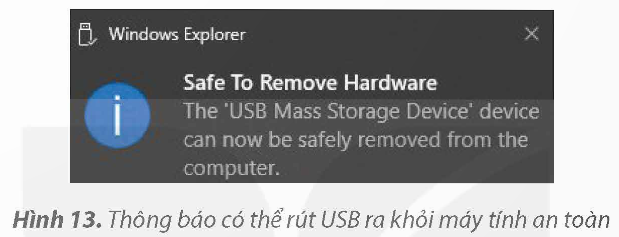 Windows Explorer
Safe To Remove Hardware
The 'USB Mass Storage Device' device
can now be safely removed from the
computer.
Hình 13. Thông báo có thể rút USB ra khỏi máy tính an toàn